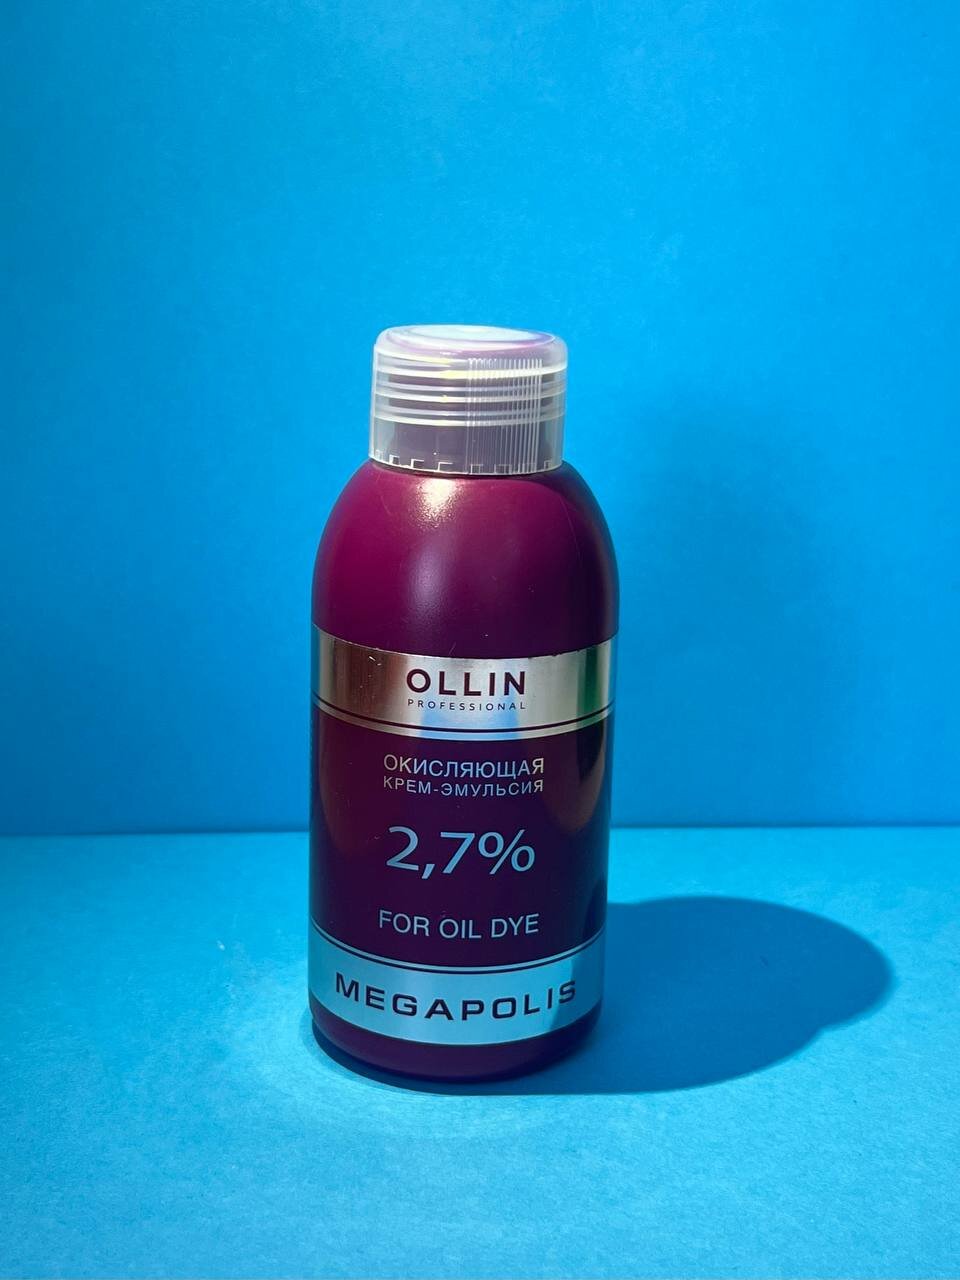 OLLIN
PROFESSIONAL
ОКИСЛЯЮЩАЯ
КРЕМ-ЭМУЛЬСИЯ
2,7%
FOR OIL DYE
MEGAPOLIS